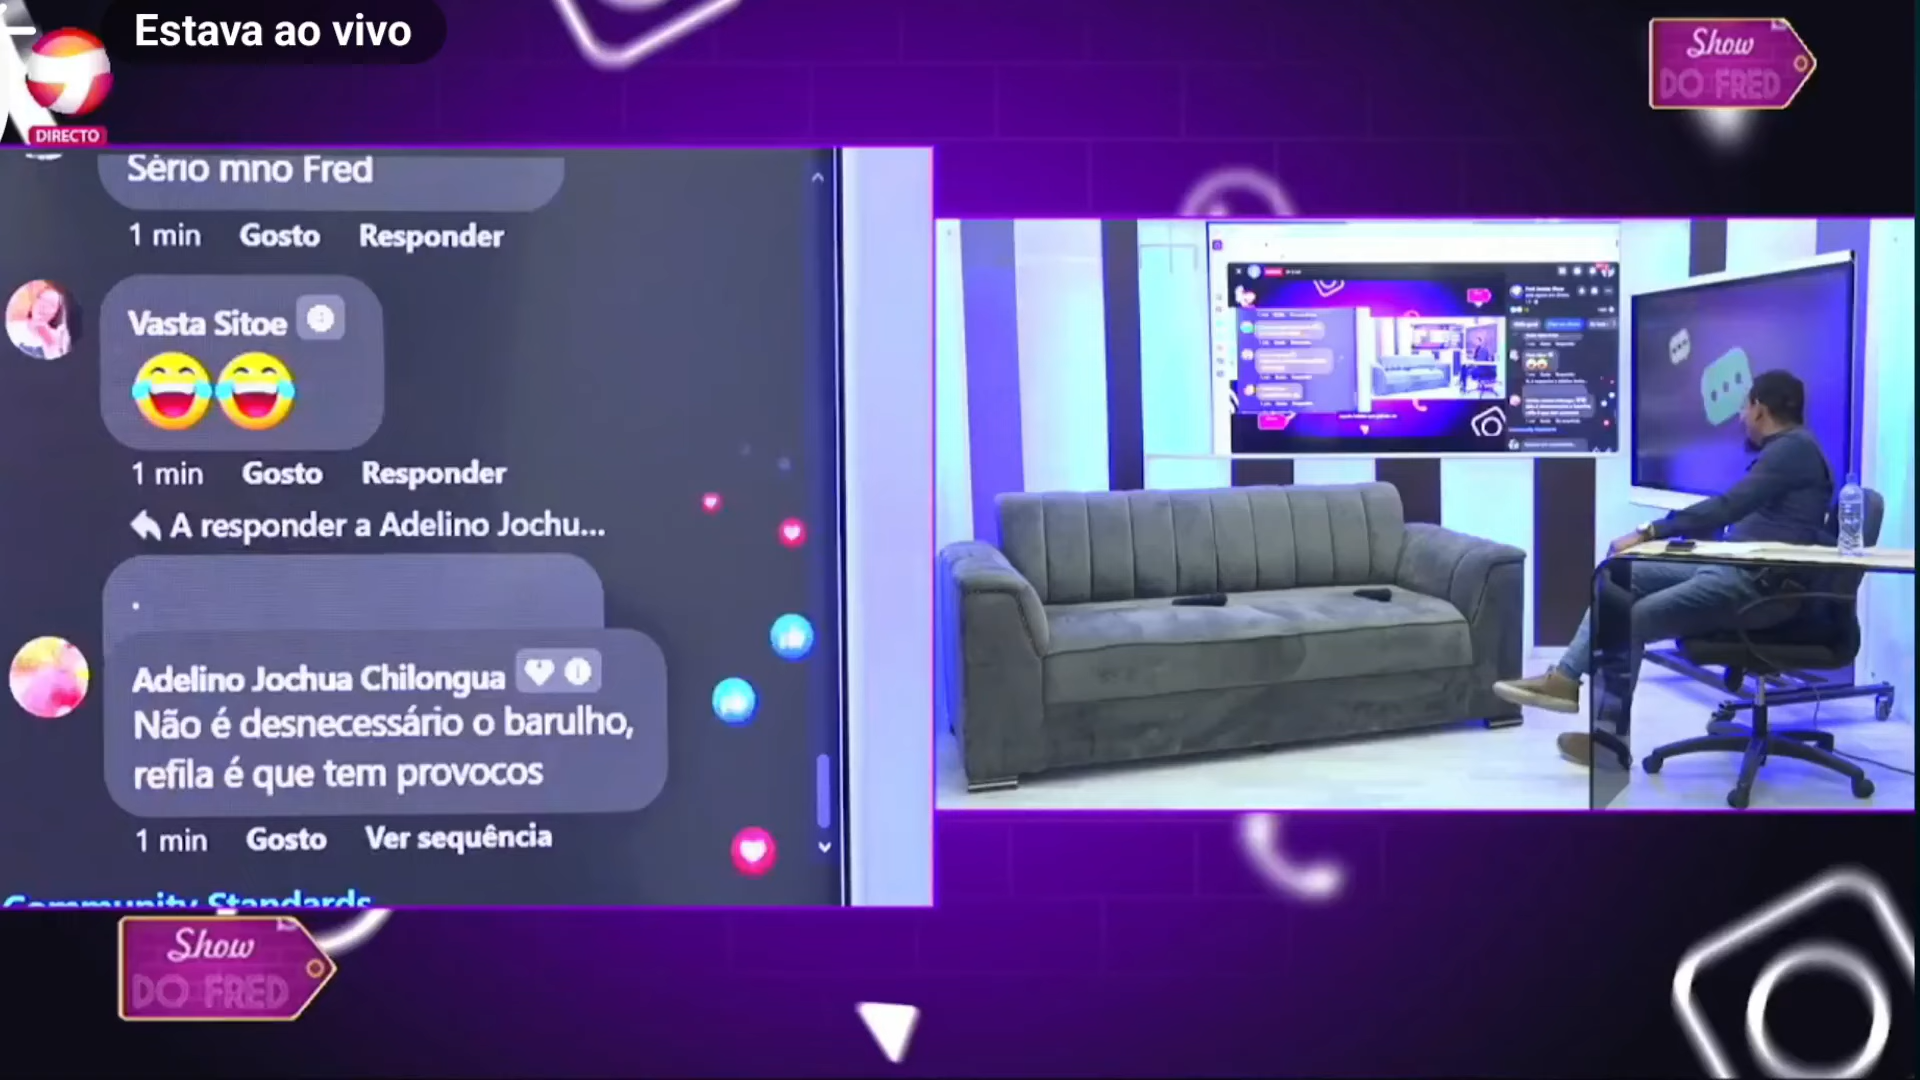 Estava ao vivo
DIRECTO
Show
DO FRED
Sério mno Fred
1 min Gosto Responder
Vasta Sitoe
1 min Gosto Responder
A responder a Adelino Jochu...
.
Adelino Jochua Chilongua
Não é desnecessário o barulho,
refila é que tem provocos
1 min Gosto Ver sequência
Community Standards
Show
DO FRED